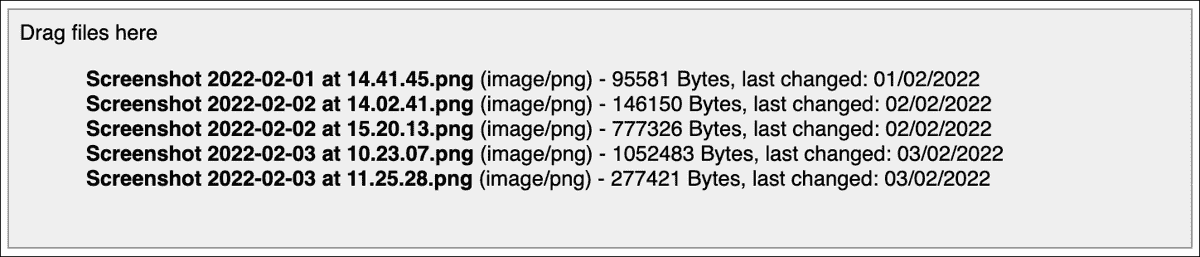 Drag files here
Screenshot 2022-02-01 at 14.41.45.png (image/png) - 95581 Bytes, last changed: 01/02/2022
Screenshot 2022-02-02 at 14.02.41.png (image/png) - 146150 Bytes, last changed: 02/02/2022
Screenshot 2022-02-02 at 15.20.13.png (image/png) - 777326 Bytes, last changed: 02/02/2022
Screenshot 2022-02-03 at 10.23.07.png (image/png) - 1052483 Bytes, last changed: 03/02/2022
Screenshot 2022-02-03 at 11.25.28.png (image/png) - 277421 Bytes, last changed: 03/02/2022